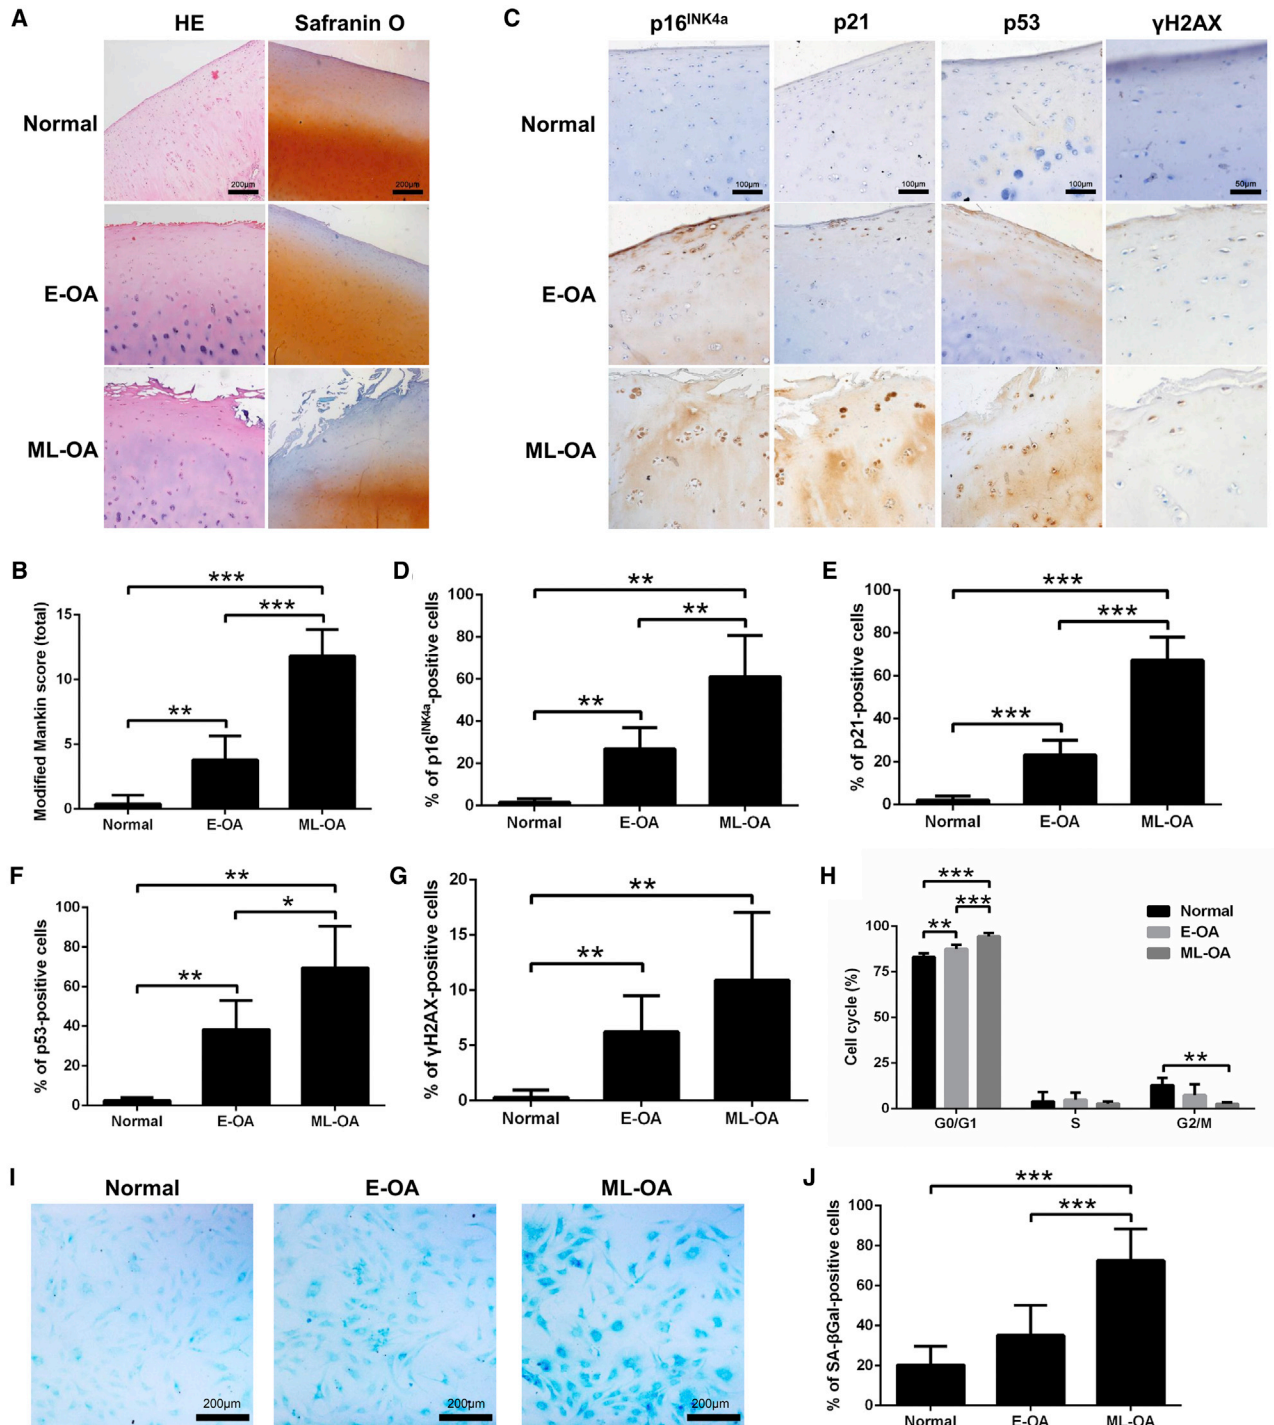 A
HE
Safranin O
Normal
200μm
200μm
E-OA
ML-OA
C
p16INK4a
p21
p53
γH2AX
Normal
100μm
100μm
100μm
50μm
E-OA
ML-OA
B
***
***
**
Modified Mankin score (total)
15
10
5
0
Normal
E-OA
ML-OA
D
**
**
**
% of p16INK4a-positive cells
100
80
60
40
20
0
Normal
E-OA
ML-OA
E
***
***
***
% of p21-positive cells
100
80
60
40
20
0
Normal
E-OA
ML-OA
F
**
*
**
% of p53-positive cells
100
80
60
40
20
0
Normal
E-OA
ML-OA
G
**
**
% of γH2AX-positive cells
20
15
10
5
0
Normal
E-OA
ML-OA
H
***
***
**
**
Normal
E-OA
ML-OA
Cell cycle (%)
100
75
50
25
0
G0/G1
S
G2/M
I
Normal
E-OA
ML-OA
200μm
200μm
200μm
J
***
***
% of SA-βGal-positive cells
100
80
60
40
20
0
Normal
E-OA
ML-OA